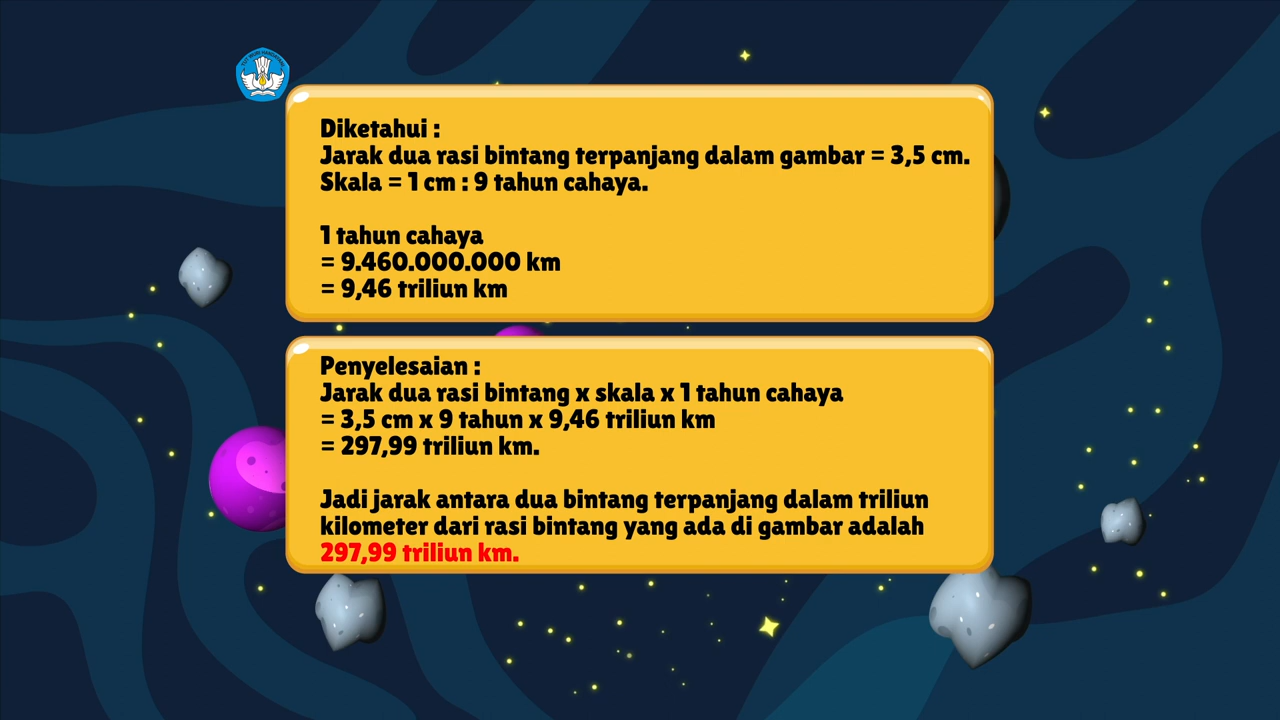 Diketahui :
Jarak dua rasi bintang terpanjang dalam gambar = 3,5 cm.
Skala = 1 cm : 9 tahun cahaya.
1 tahun cahaya
= 9.460.000.000 km
= 9,46 triliun km
Penyelesaian :
Jarak dua rasi bintang x skala x 1 tahun cahaya
= 3,5 cm x 9 tahun x 9,46 triliun km
= 297,99 triliun km.
Jadi jarak antara dua bintang terpanjang dalam triliun
kilometer dari rasi bintang yang ada di gambar adalah
297,99 triliun km.